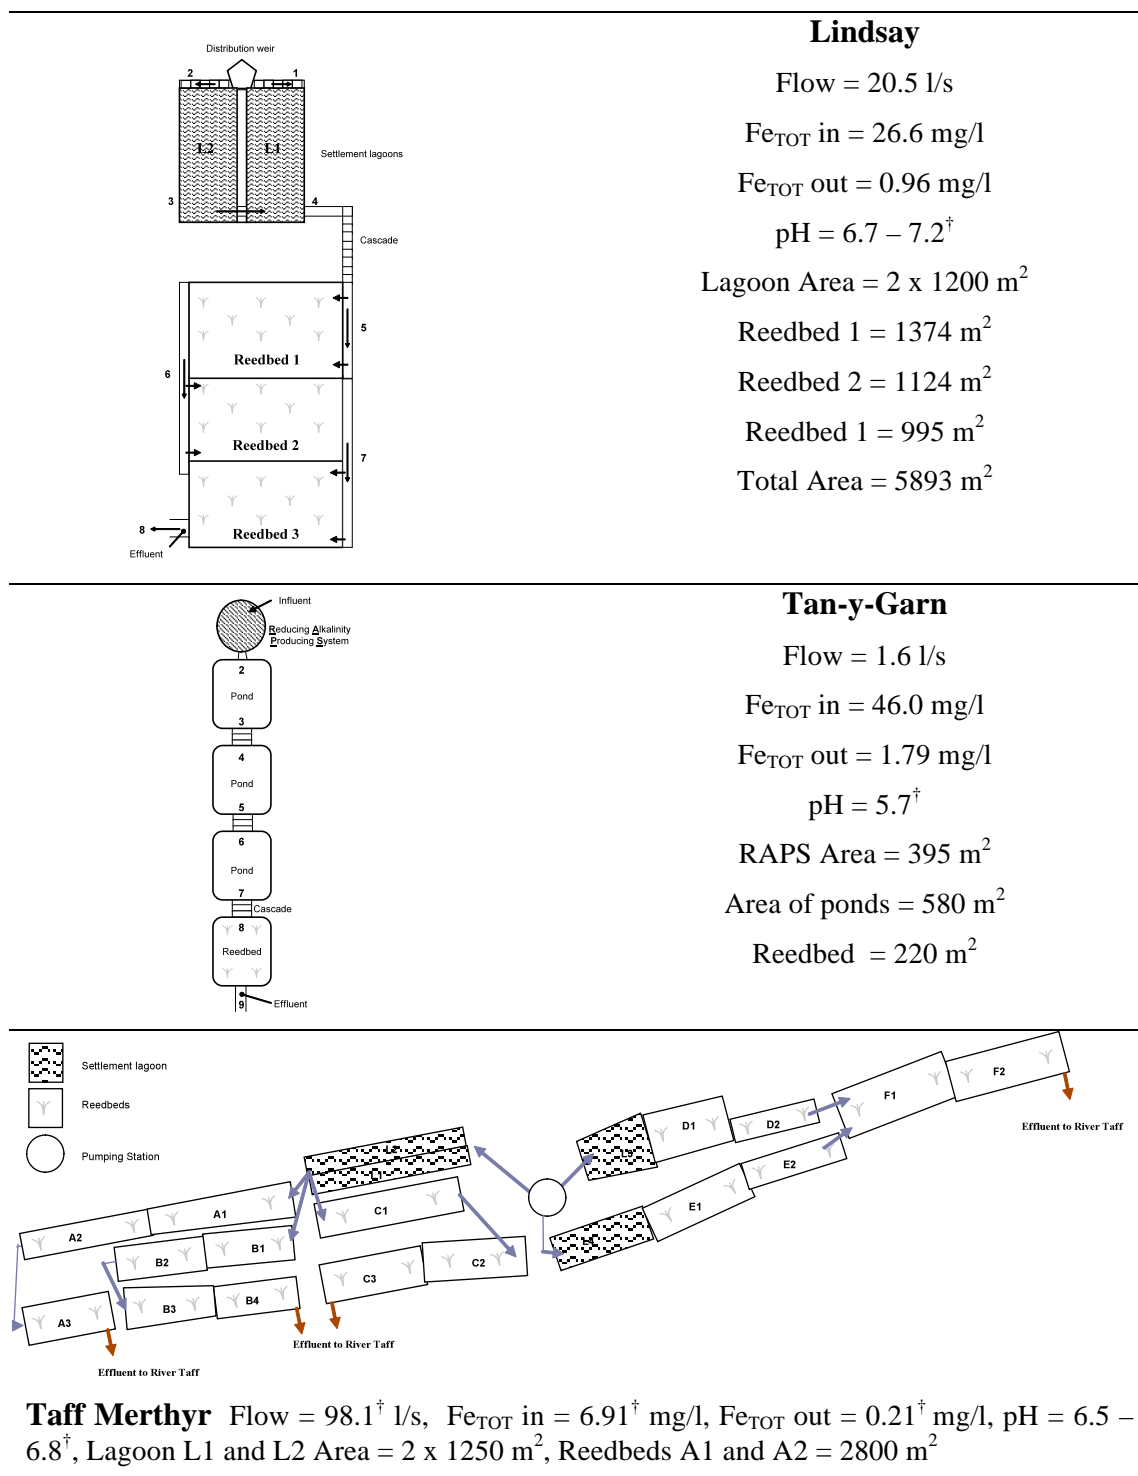 Lindsay
Distribution weir
2
1
L2
L1
Settlement lagoons
3
4
Cascade
5
Reedbed 1
6
Reedbed 2
7
Reedbed 3
8
Effluent
Flow = 20.5 l/s
Fe_TOT in = 26.6 mg/l
Fe_TOT out = 0.96 mg/l
pH = 6.7 – 7.2†
Lagoon Area = 2 x 1200 m²
Reedbed 1 = 1374 m²
Reedbed 2 = 1124 m²
Reedbed 1 = 995 m²
Total Area = 5893 m²
Tan-y-Garn
Influent
Reducing Alkalinity
Producing System
2
Pond
3
4
Pond
5
6
Pond
7
Cascade
8
Reedbed
9
Effluent
Flow = 1.6 l/s
Fe_TOT in = 46.0 mg/l
Fe_TOT out = 1.79 mg/l
pH = 5.7†
RAPS Area = 395 m²
Area of ponds = 580 m²
Reedbed = 220 m²
Settlement lagoon
Reedbeds
Pumping Station
F2
F1
D1
D2
E2
E1
L1
C1
A1
A2
B1
B2
C2
C3
B4
B3
A3
Effluent to River Taff
Effluent to River Taff
Effluent to River Taff
Taff Merthyr Flow = 98.1† l/s, Fe_TOT in = 6.91† mg/l, Fe_TOT out = 0.21† mg/l, pH = 6.5 –
6.8†, Lagoon L1 and L2 Area = 2 x 1250 m², Reedbeds A1 and A2 = 2800 m²